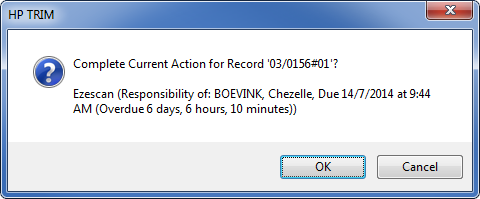 HP TRIM
Complete Current Action for Record '03/0156#01'?
Ezescan (Responsibility of: BOEVINK, Chezelle, Due 14/7/2014 at 9:44
AM (Overdue 6 days, 6 hours, 10 minutes))
OK
Cancel